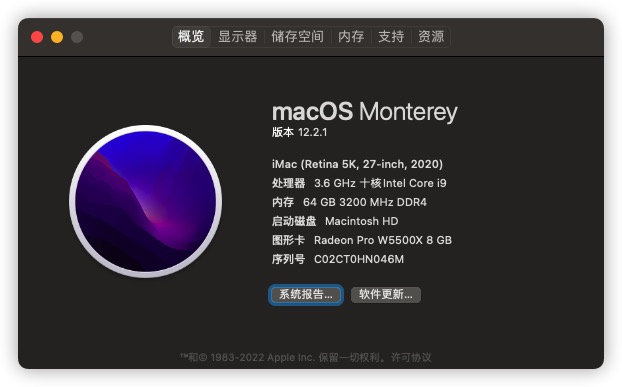 概览 显示器 储存空间 内存 支持 资源
macOS Monterey
版本 12.2.1
iMac (Retina 5K, 27-inch, 2020)
处理器 3.6 GHz 十核Intel Core i9
内存 64 GB 3200 MHz DDR4
启动磁盘 Macintosh HD
图形卡 Radeon Pro W5500X 8 GB
序列号 C02CT0HN046M
系统报告... 软件更新...
™和© 1983-2022 Apple Inc. 保留一切权利。许可协议